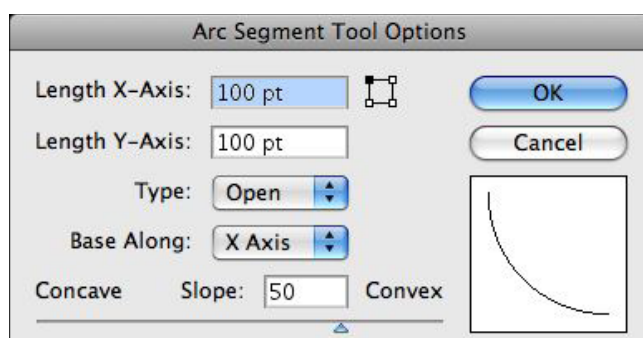 Arc Segment Tool Options
Length X-Axis: 100 pt OK
Length Y-Axis: 100 pt Cancel
Type: Open
Base Along: X Axis
Concave Slope: 50 Convex